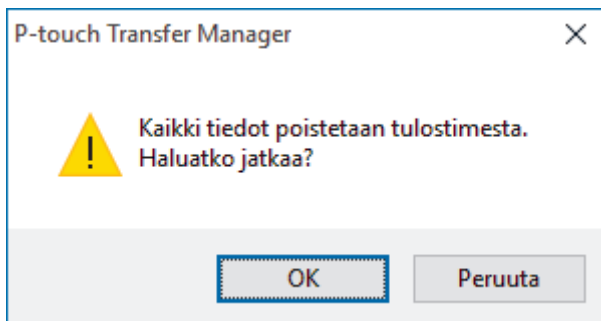 P-touch Transfer Manager
Kaikki tiedot poistetaan tulostimesta.
Haluatko jatkaa?
OK
Peruuta